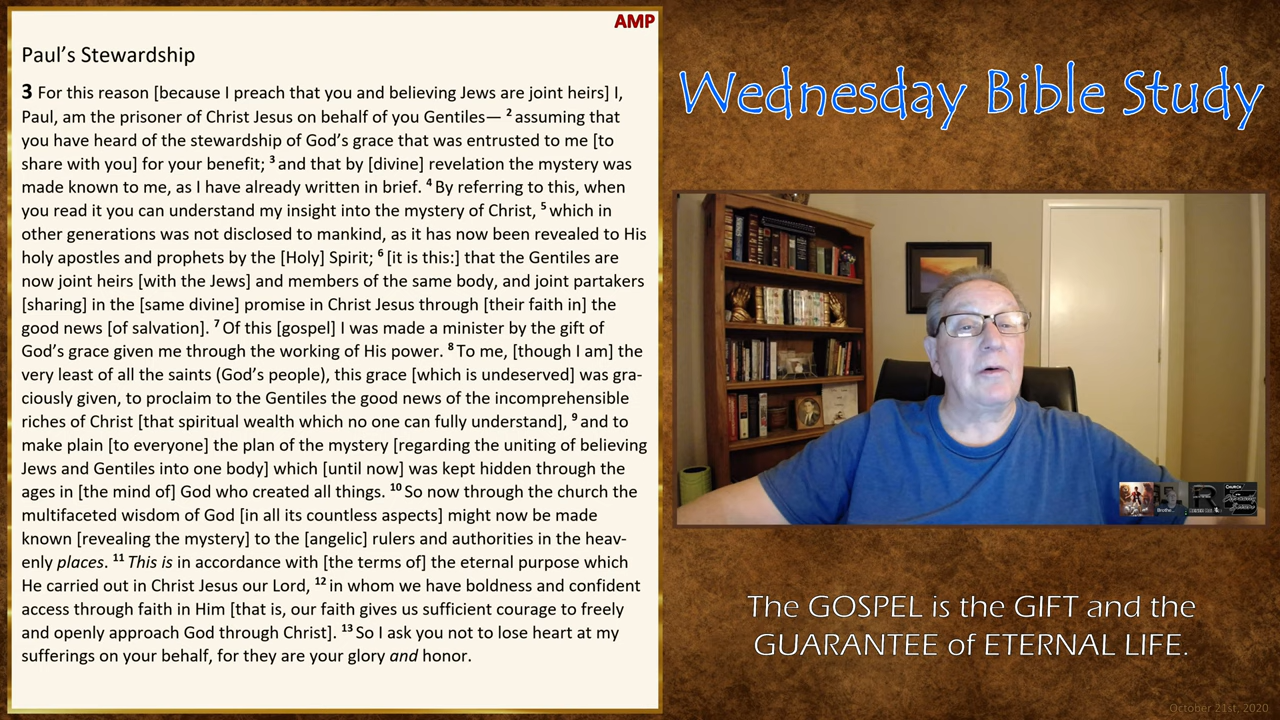 AMP
Paul’s Stewardship
3 For this reason [because I preach that you and believing Jews are joint heirs] I,
Paul, am the prisoner of Christ Jesus on behalf of you Gentiles— 2 assuming that
you have heard of the stewardship of God’s grace that was entrusted to me [to
share with you] for your benefit; 3 and that by [divine] revelation the mystery was
made known to me, as I have already written in brief. 4 By referring to this, when
you read it you can understand my insight into the mystery of Christ, 5 which in
other generations was not disclosed to mankind, as it has now been revealed to His
holy apostles and prophets by the [Holy] Spirit; 6 [it is this:] that the Gentiles are
now joint heirs [with the Jews] and members of the same body, and joint partakers
[sharing] in the [same divine] promise in Christ Jesus through [their faith in] the
good news [of salvation]. 7 Of this [gospel] I was made a minister by the gift of
God’s grace given me through the working of His power. 8 To me, [though I am] the
very least of all the saints (God’s people), this grace [which is undeserved] was gra-
ciously given, to proclaim to the Gentiles the good news of the incomprehensible
riches of Christ [that spiritual wealth which no one can fully understand], 9 and to
make plain [to everyone] the plan of the mystery [regarding the uniting of believing
Jews and Gentiles into one body] which [until now] was kept hidden through the
ages in [the mind of] God who created all things. 10 So now through the church the
multifaceted wisdom of God [in all its countless aspects] might now be made
known [revealing the mystery] to the [angelic] rulers and authorities in the heav-
enly places. 11 This is in accordance with [the terms of] the eternal purpose which
He carried out in Christ Jesus our Lord, 12 in whom we have boldness and confident
access through faith in Him [that is, our faith gives us sufficient courage to freely
and openly approach God through Christ]. 13 So I ask you not to lose heart at my
sufferings on your behalf, for they are your glory and honor.
Wednesday Bible Study
Brothe...
CHURCH
The GOSPEL is the GIFT and the
GUARANTEE of ETERNAL LIFE.
October 21st, 2020